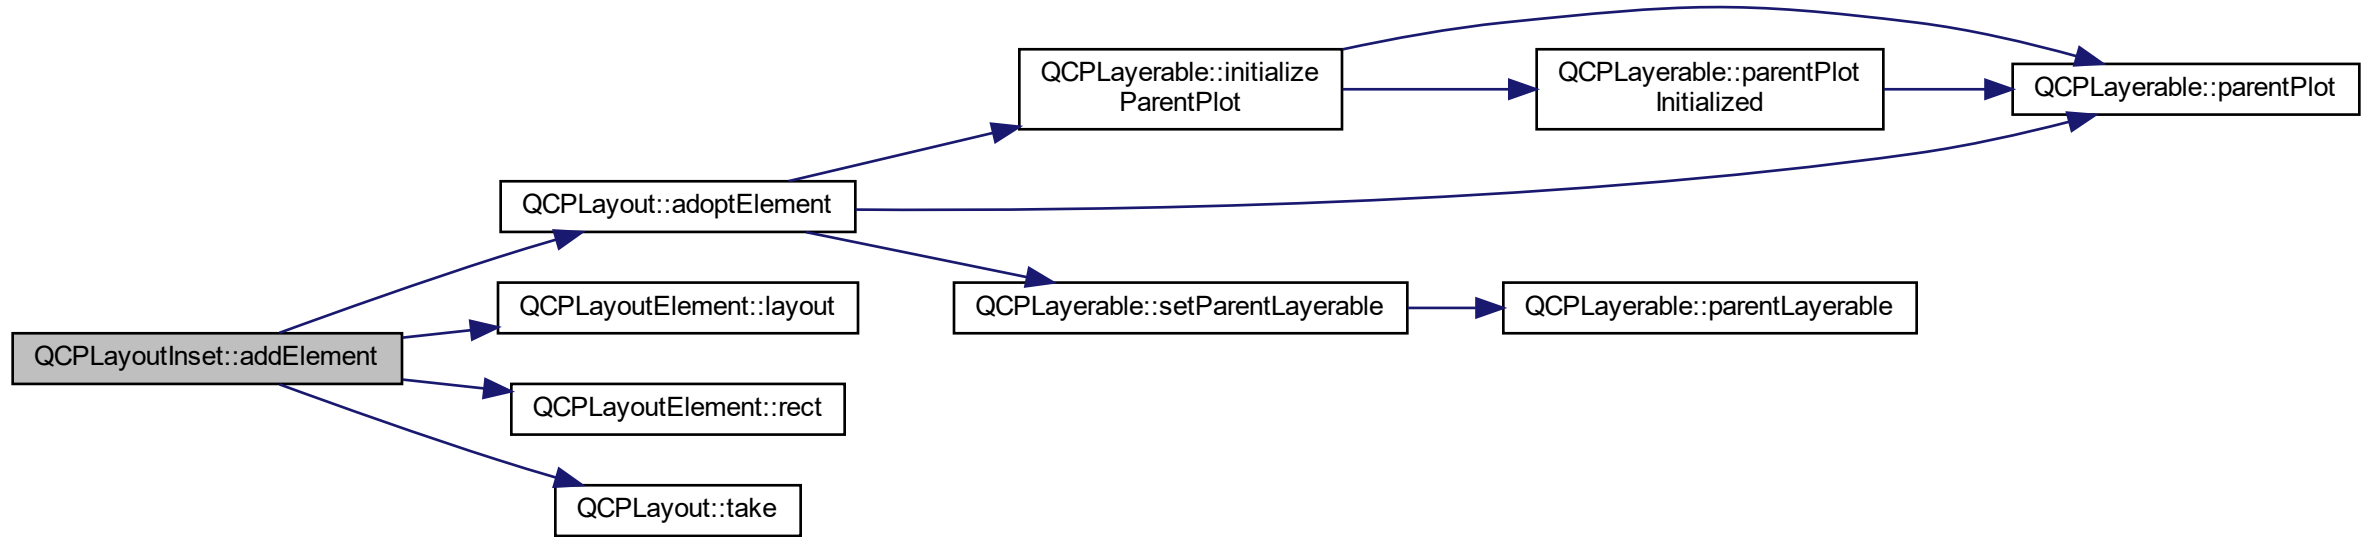 QCPLayerable::initialize
ParentPlot
QCPLayerable::parentPlot
Initialized
QCPLayerable::parentPlot
QCPLayout::adoptElement
QCPLayoutElement::layout
QCPLayerable::setParentLayerable
QCPLayerable::parentLayerable
QCPLayoutInset::addElement
QCPLayoutElement::rect
QCPLayout::take